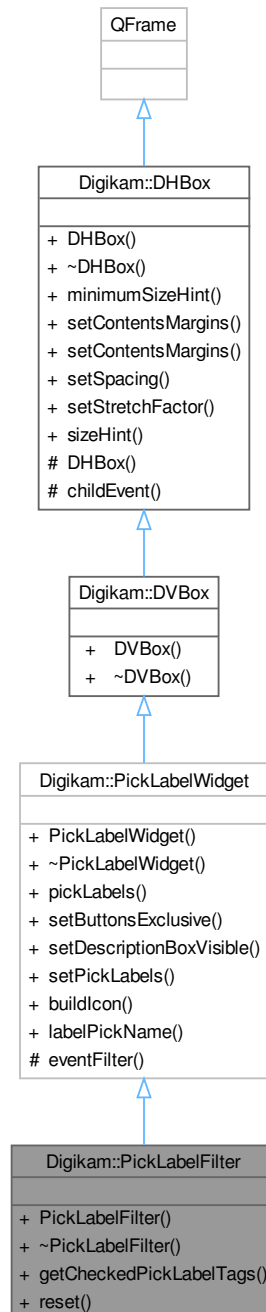 QFrame
Digikam::DHBox
+ DHBox()
+ ~DHBox()
+ minimumSizeHint()
+ setContentsMargins()
+ setContentsMargins()
+ setSpacing()
+ setStretchFactor()
+ sizeHint()
# DHBox()
# childEvent()
Digikam::DVBox
+ DVBox()
+ ~DVBox()
Digikam::PickLabelWidget
+ PickLabelWidget()
+ ~PickLabelWidget()
+ pickLabels()
+ setButtonsExclusive()
+ setDescriptionBoxVisible()
+ setPickLabels()
+ buildIcon()
+ labelPickName()
# eventFilter()
Digikam::PickLabelFilter
+ PickLabelFilter()
+ ~PickLabelFilter()
+ getCheckedPickLabelTags()
+ reset()